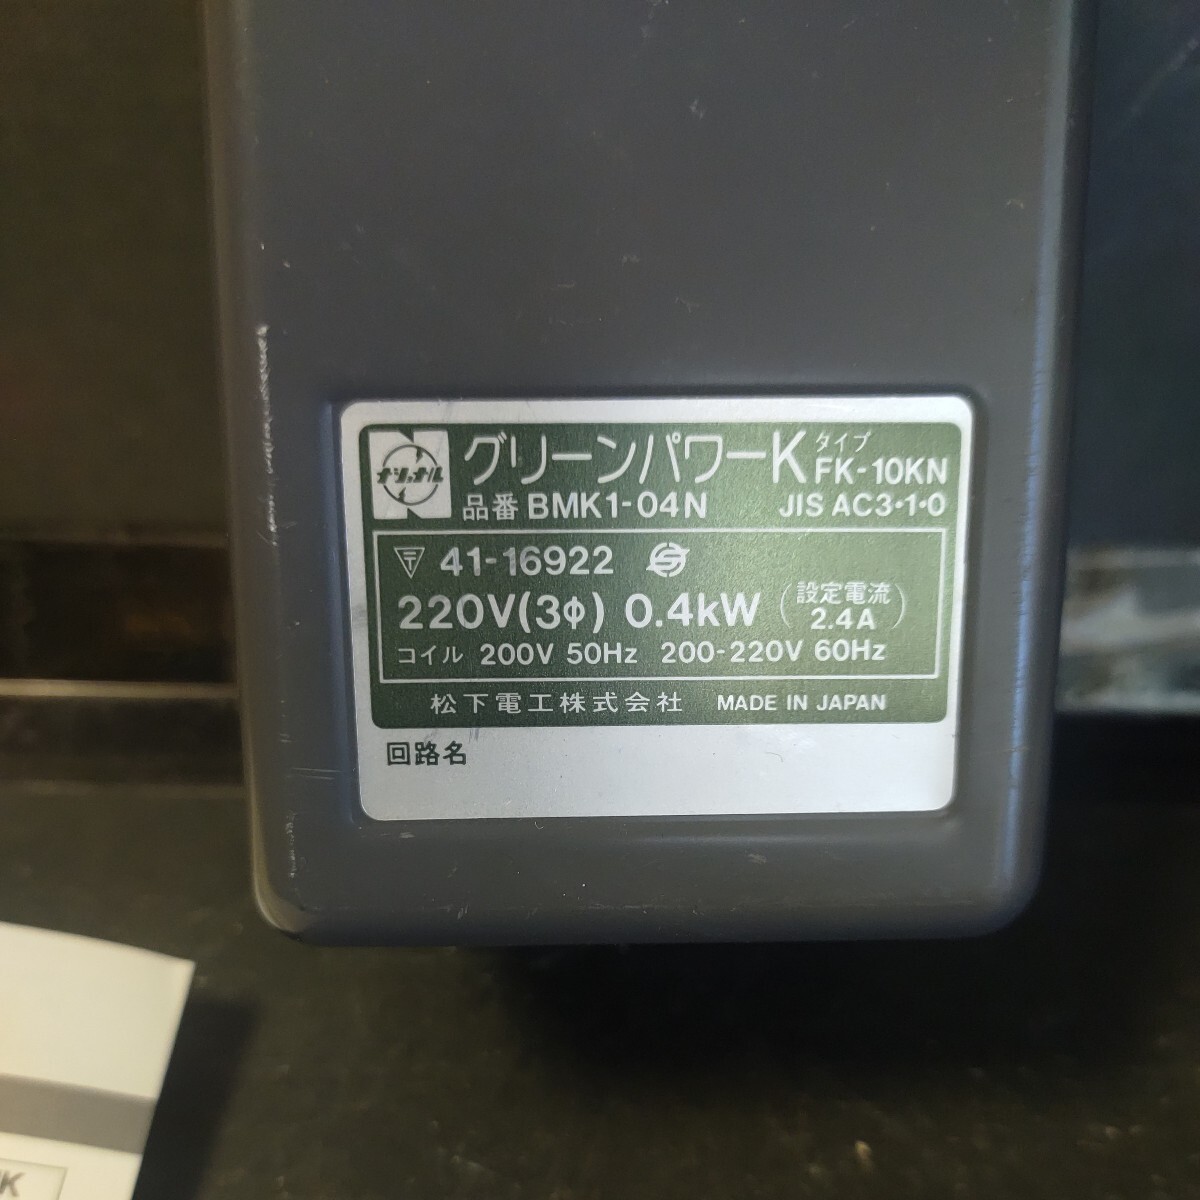 ナショナル
グリーンパワーK タイプ FK-10KN
品番 BMK1-04N JIS AC3・1・0
〒 41-16922
220V(3Φ) 0.4kW (設定電流 2.4A)
コイル 200V 50Hz 200-220V 60Hz
松下電工株式会社 MADE IN JAPAN
回路名